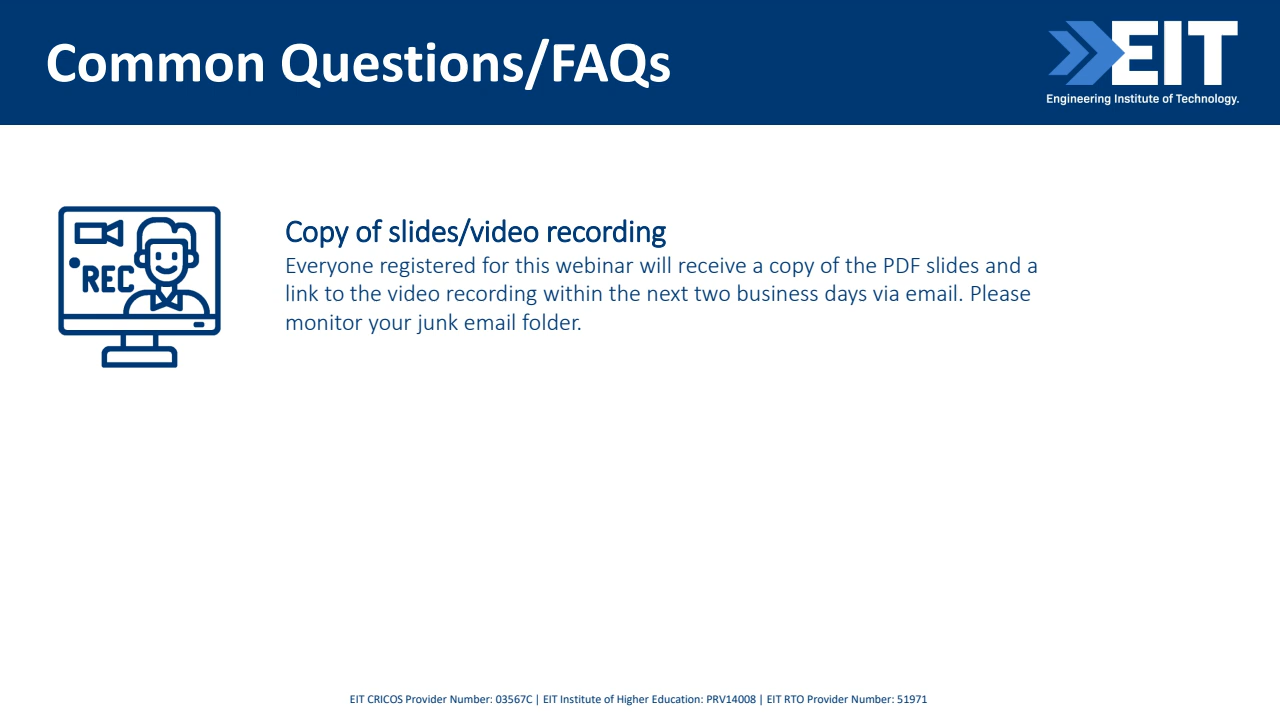 Common Questions/FAQs
EIT
Engineering Institute of Technology.
REC
Copy of slides/video recording
Everyone registered for this webinar will receive a copy of the PDF slides and a
link to the video recording within the next two business days via email. Please
monitor your junk email folder.
EIT CRICOS Provider Number: 03567C | EIT Institute of Higher Education: PRV14008 | EIT RTO Provider Number: 51971